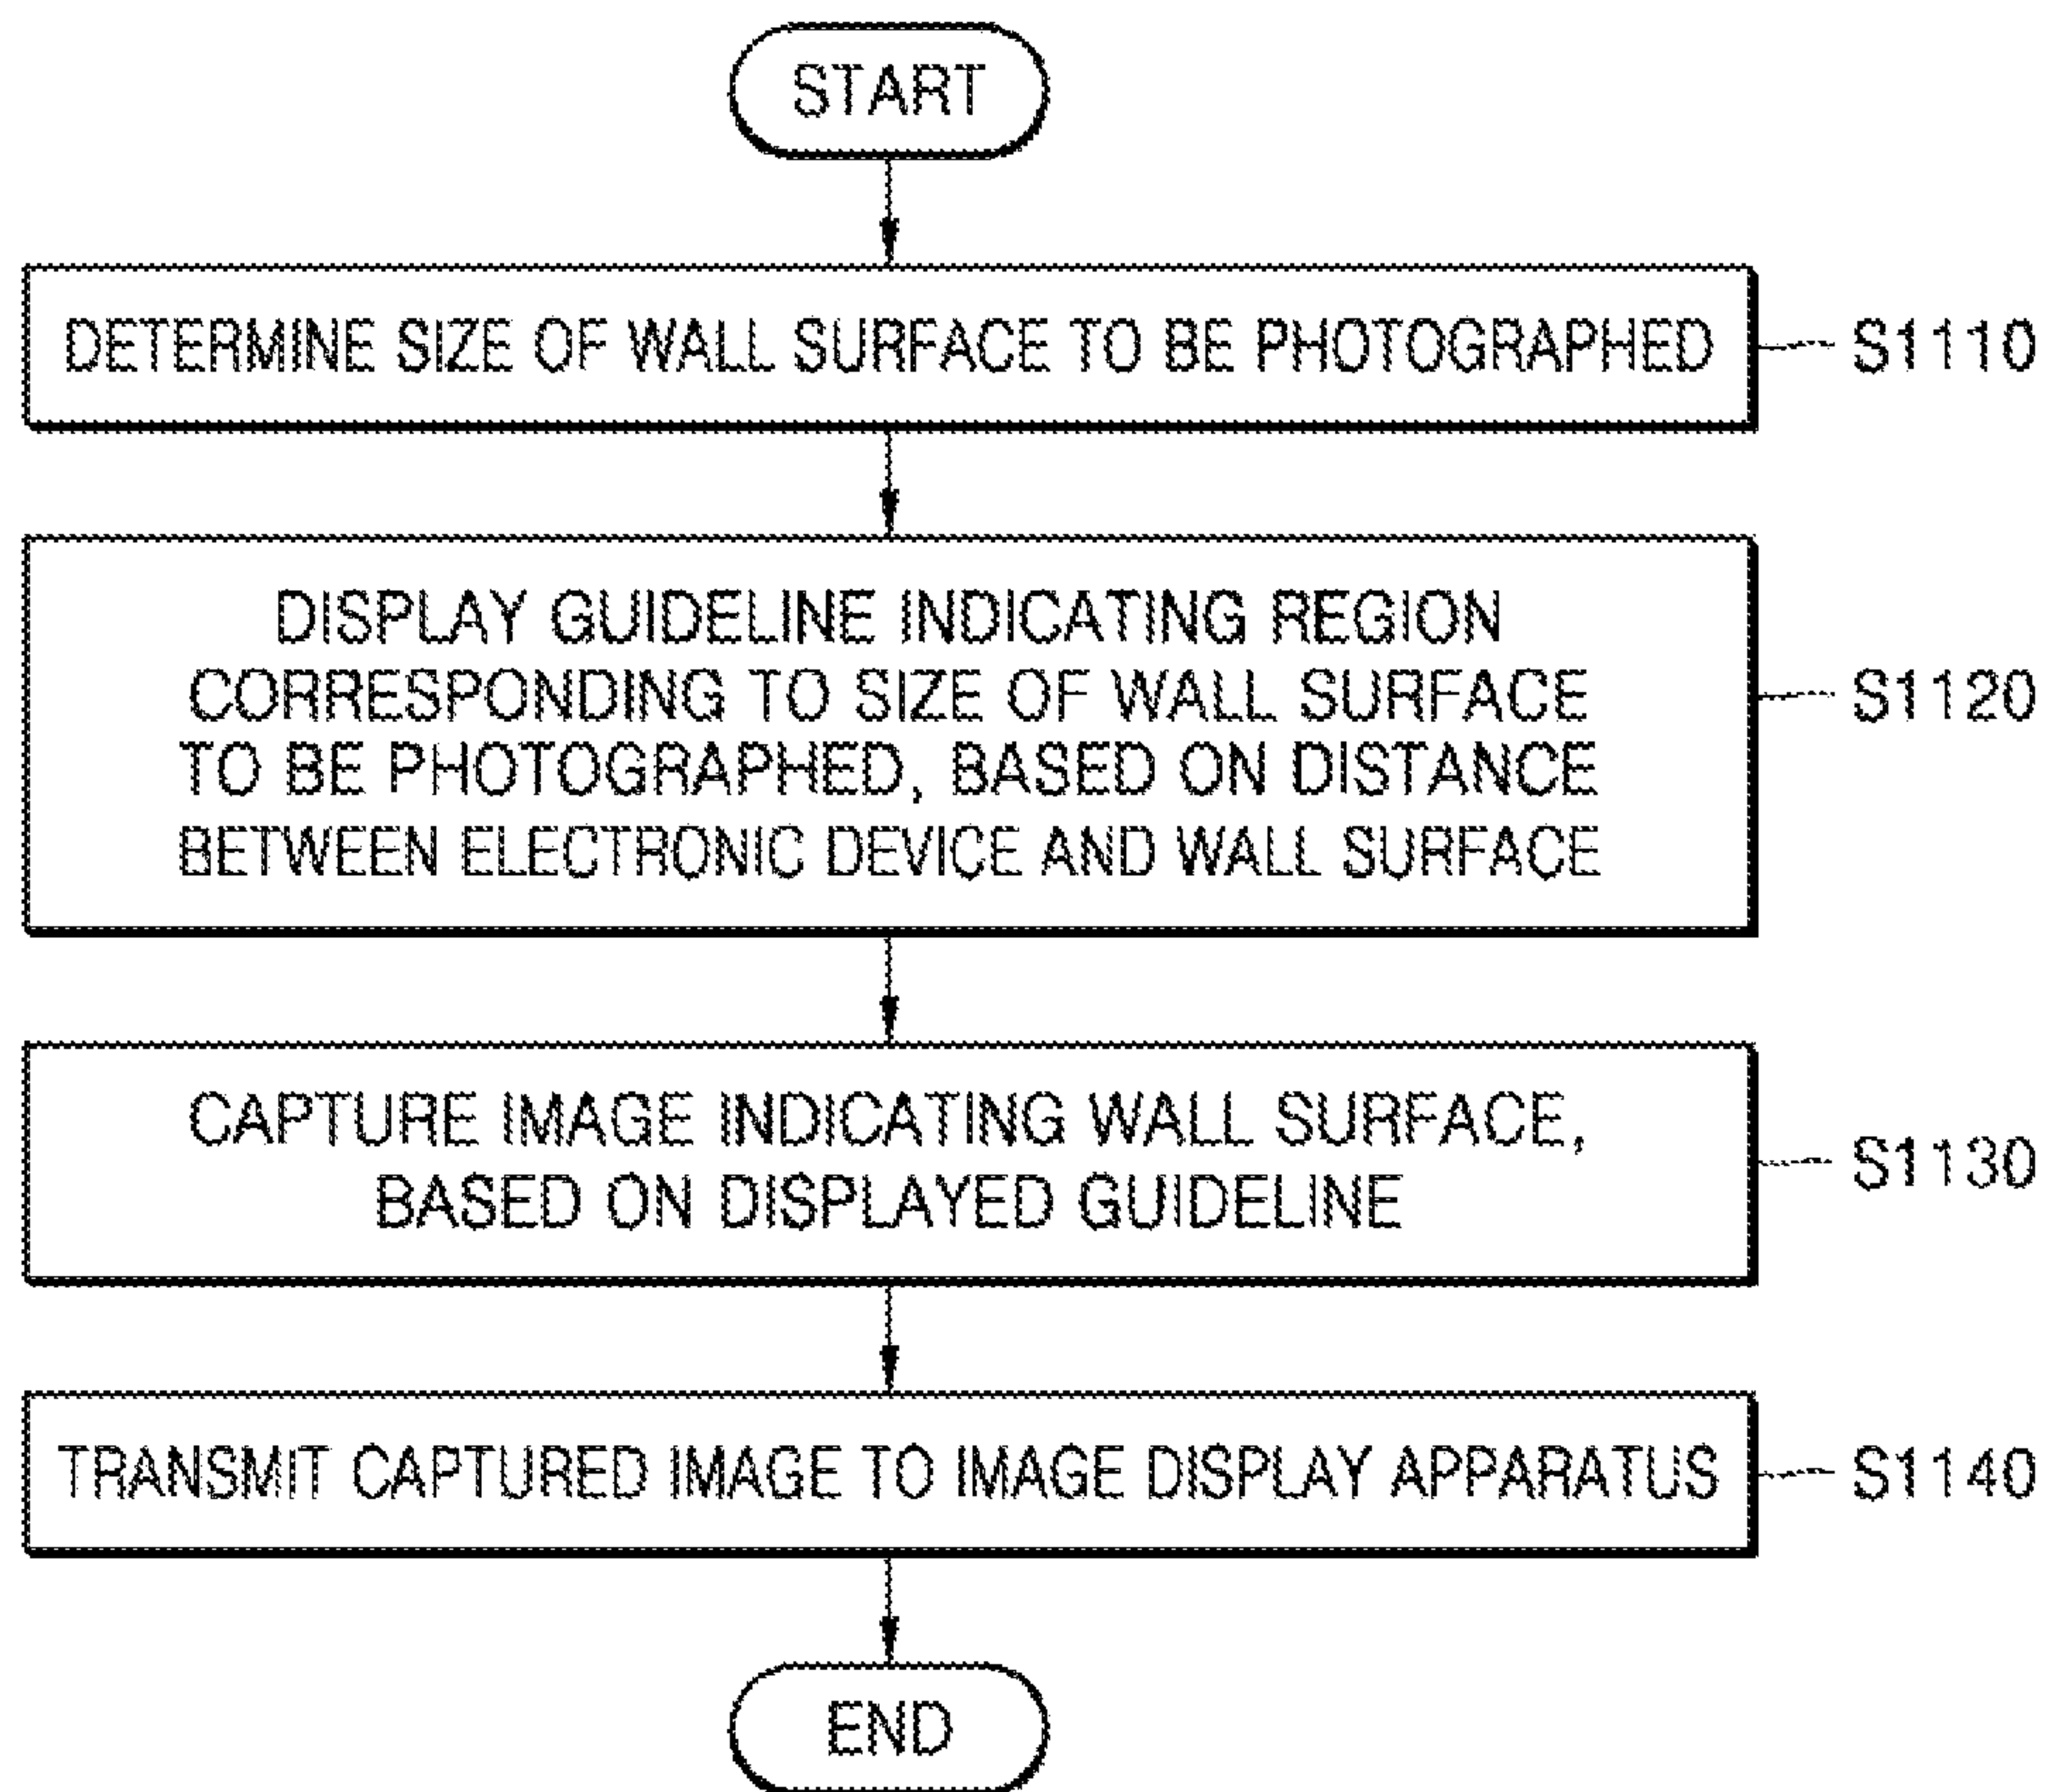 START
DETERMINE SIZE OF WALL SURFACE TO BE PHOTOGRAPHED
S1110
DISPLAY GUIDELINE INDICATING REGION
CORRESPONDING TO SIZE OF WALL SURFACE
TO BE PHOTOGRAPHED, BASED ON DISTANCE
BETWEEN ELECTRONIC DEVICE AND WALL SURFACE
S1120
CAPTURE IMAGE INDICATING WALL SURFACE,
BASED ON DISPLAYED GUIDELINE
S1130
TRANSMIT CAPTURED IMAGE TO IMAGE DISPLAY APPARATUS
S1140
END